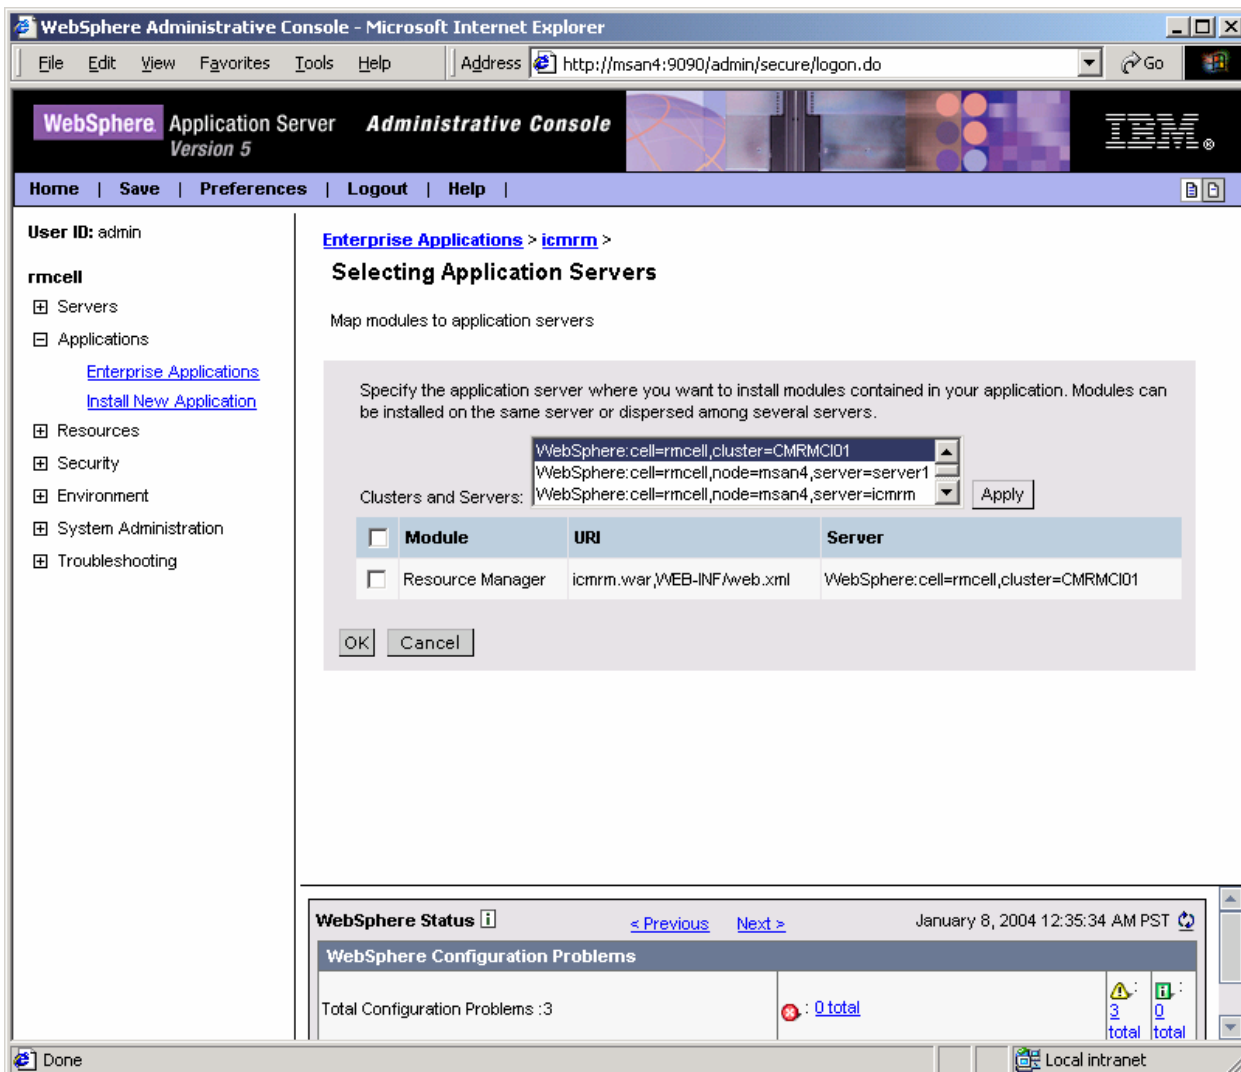 WebSphere Administrative Console - Microsoft Internet Explorer
File Edit View Favorites Tools Help Address http://msan4:9090/admin/secure/logon.do Go
WebSphere. Application Server Administrative Console
Version 5
IBM®
Home | Save | Preferences | Logout | Help |
User ID: admin
rmcell
Servers
Applications
Enterprise Applications
Install New Application
Resources
Security
Environment
System Administration
Troubleshooting
Enterprise Applications > icmrm >
Selecting Application Servers
Map modules to application servers
Specify the application server where you want to install modules contained in your application. Modules can
be installed on the same server or dispersed among several servers.
WebSphere:cell=rmcell,cluster=CMRMCl01
WebSphere:cell=rmcell,node=msan4,server=server1
Clusters and Servers: WebSphere:cell=rmcell,node=msan4,server=icmrm Apply
Module URI Server
Resource Manager icmrm.war,WEB-INF/web.xml WebSphere:cell=rmcell,cluster=CMRMCl01
OK Cancel
WebSphere Status i < Previous Next > January 8, 2004 12:35:34 AM PST
WebSphere Configuration Problems
Total Configuration Problems :3 : 0 total : 3 total : 0 total
Done Local intranet